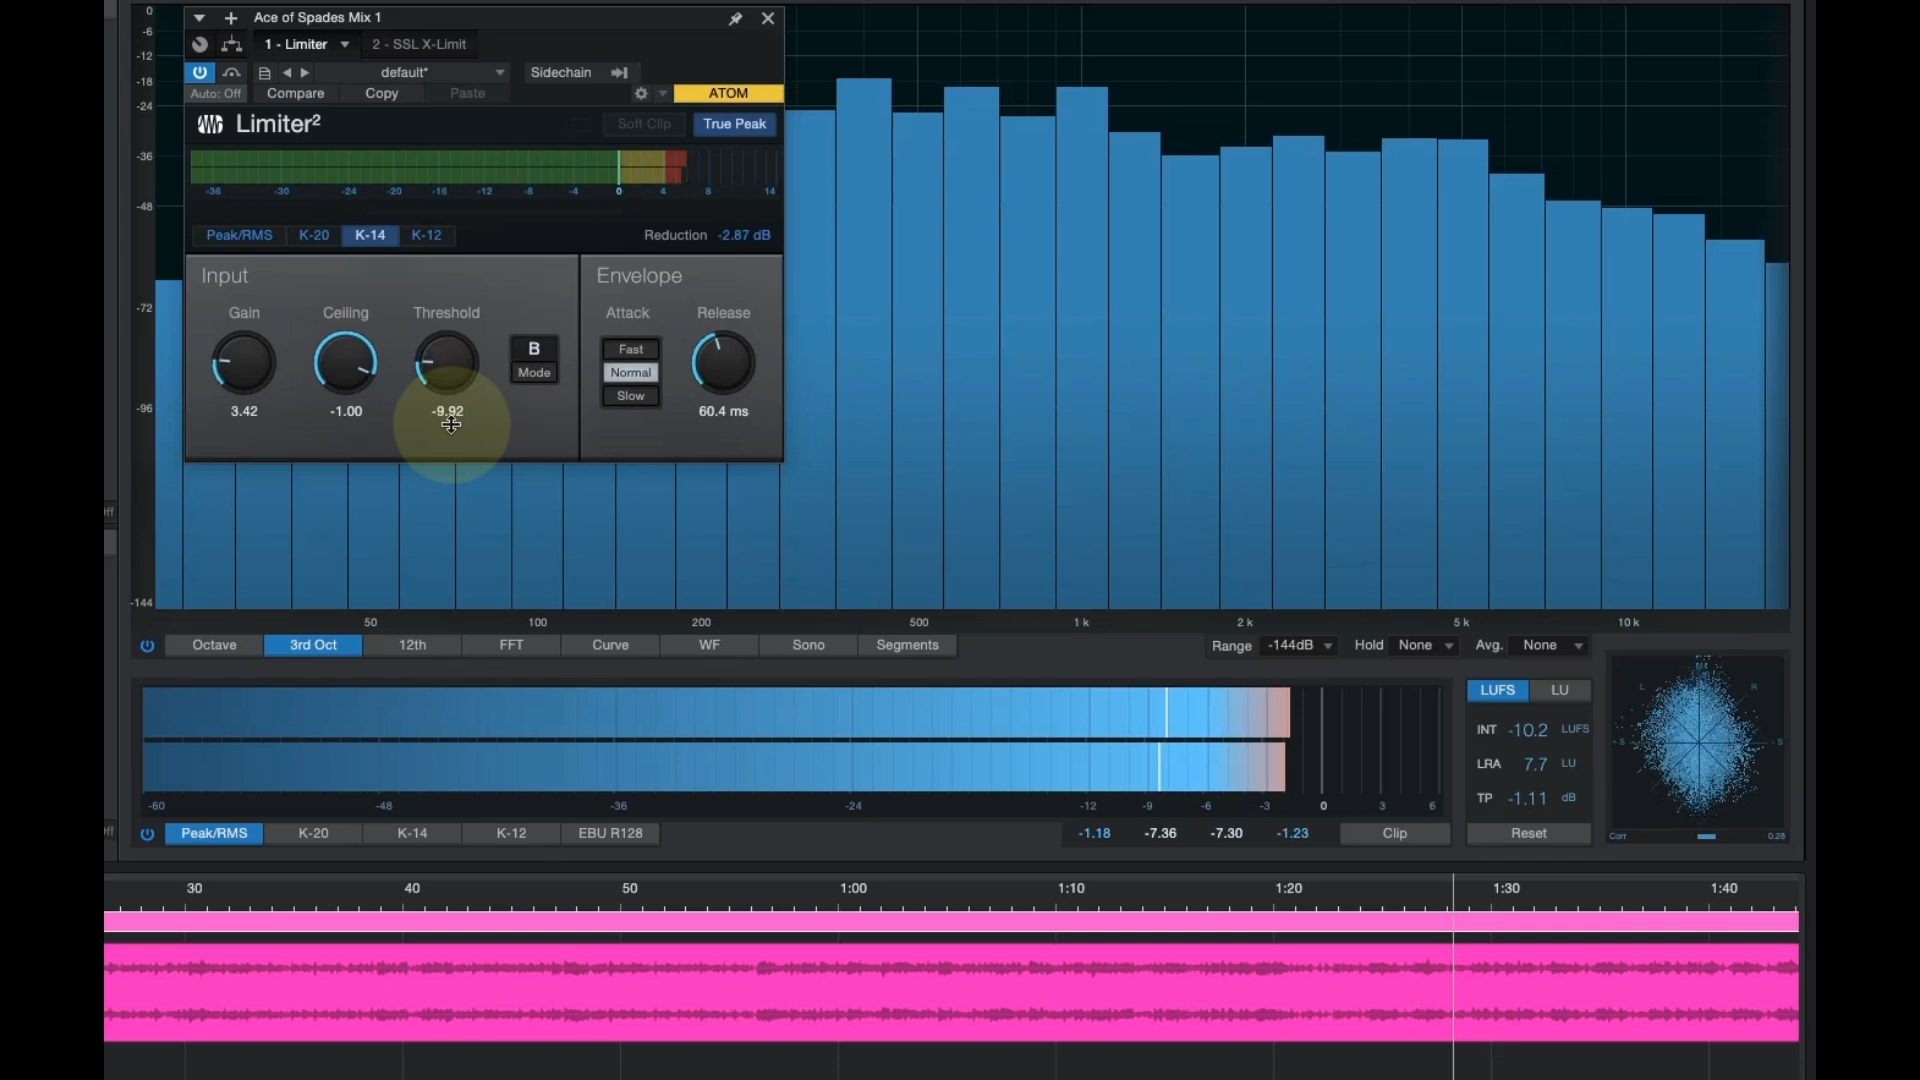 Ace of Spades Mix 1
1 - Limiter 2 - SSL X-Limit
default* Sidechain
Auto: Off Compare Copy Paste ATOM
Limiter² Soft Clip True Peak
-36 -30 -24 -20 -16 -12 -8 -4 0 4 8 14
Peak/RMS K-20 K-14 K-12 Reduction -2.87 dB
Input Envelope
Gain Ceiling Threshold Attack Release
B
Mode
Fast
Normal
Slow
3.42 -1.00 -9.92 60.4 ms
0
-6
-12
-18
-24
-36
-48
-72
-96
-144
50 100 200 500 1 k 2 k 5 k 10 k
Octave 3rd Oct 12th FFT Curve WF Sono Segments Range -144dB Hold None Avg. None
LUFS LU
INT -10.2 LUFS
LRA 7.7 LU
TP -1.11 dB
Reset
M
L R
- S - S
Corr 0.28
-60 -48 -36 -24 -12 -9 -6 -3 0 3 6
Peak/RMS K-20 K-14 K-12 EBU R128 -1.18 -7.36 -7.30 -1.23 Clip
30 40 50 1:00 1:10 1:20 1:30 1:40